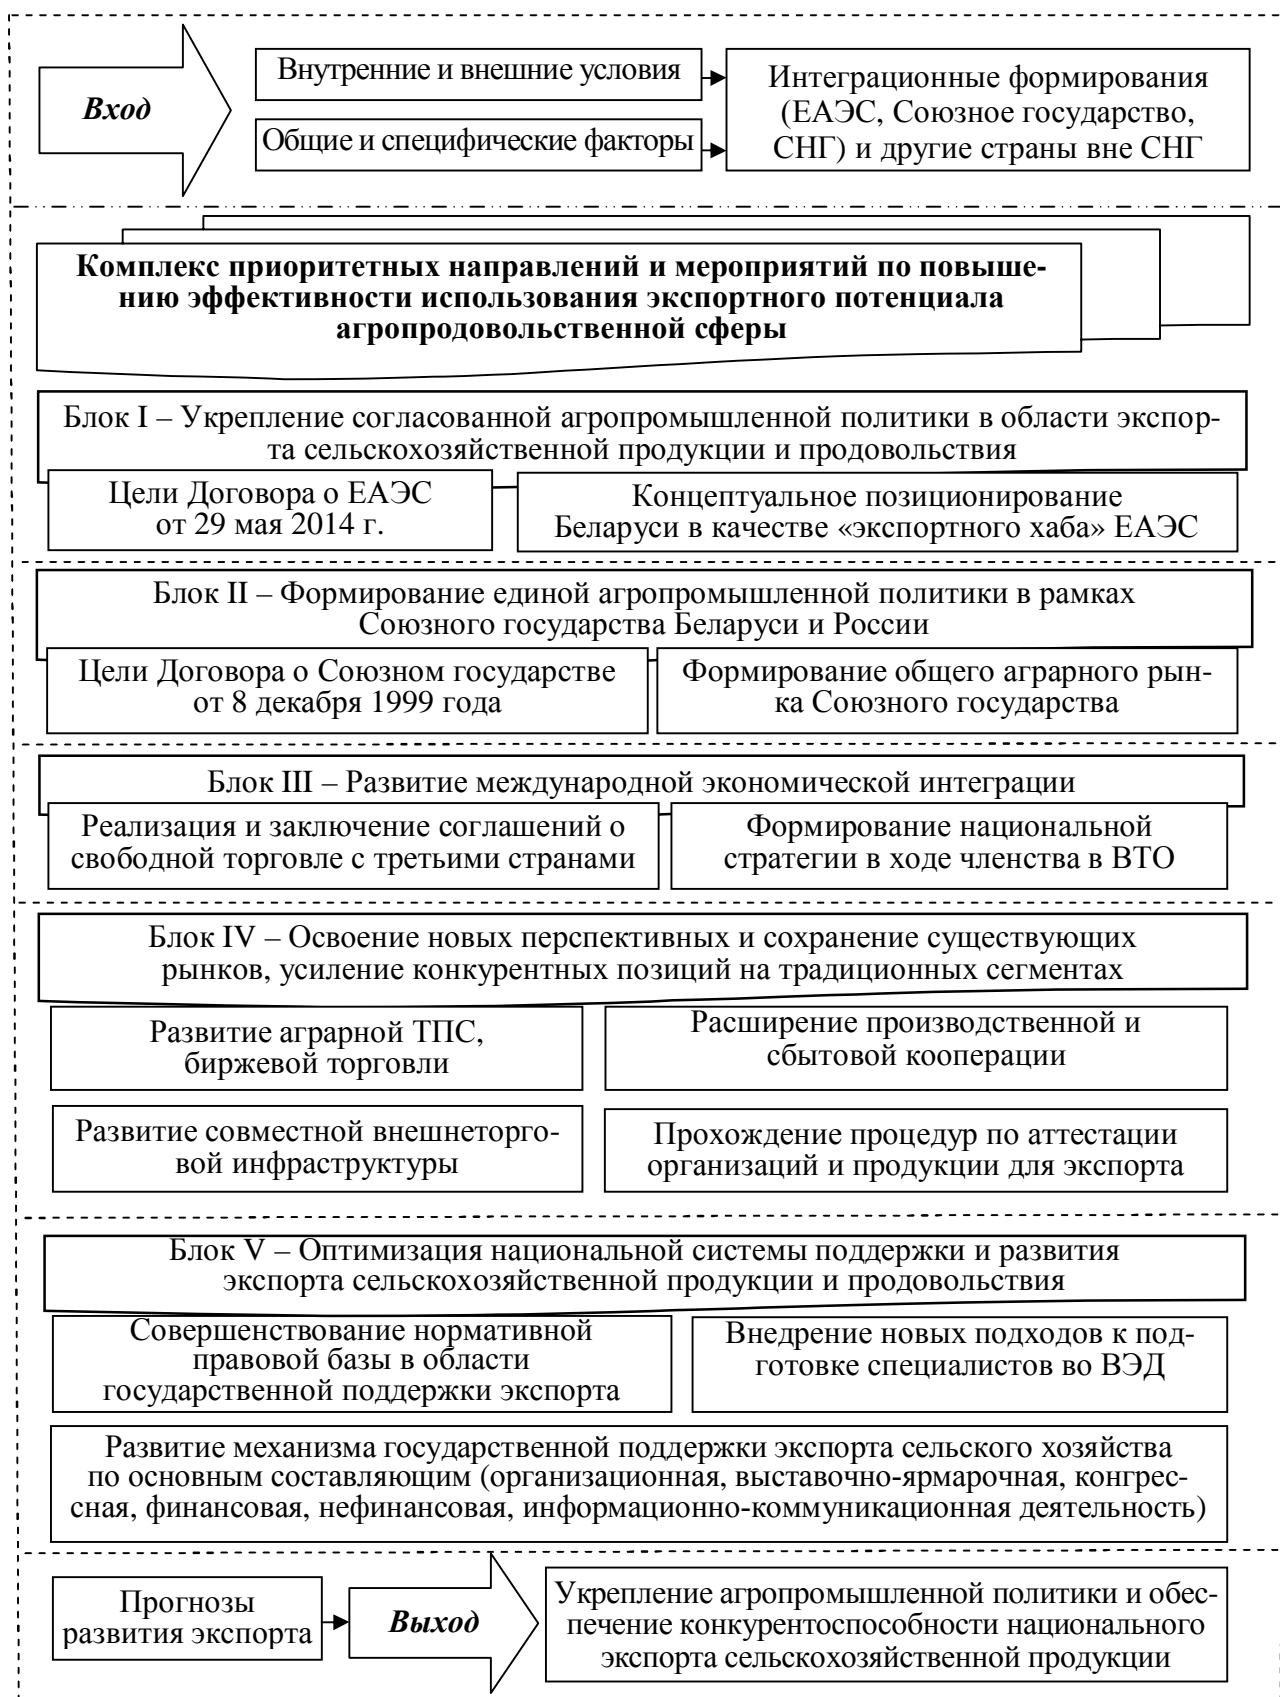 Вход
Внутренние и внешние условия
Общие и специфические факторы
Интеграционные формирования
(ЕАЭС, Союзное государство,
СНГ) и другие страны вне СНГ
Комплекс приоритетных направлений и мероприятий по повыше-
нию эффективности использования экспортного потенциала
агропродовольственной сферы
Блок I – Укрепление согласованной агропромышленной политики в области экспор-
та сельскохозяйственной продукции и продовольствия
Цели Договора о ЕАЭС
от 29 мая 2014 г.
Концептуальное позиционирование
Беларуси в качестве «экспортного хаба» ЕАЭС
Блок II – Формирование единой агропромышленной политики в рамках
Союзного государства Беларуси и России
Цели Договора о Союзном государстве
от 8 декабря 1999 года
Формирование общего аграрного рын-
ка Союзного государства
Блок III – Развитие международной экономической интеграции
Реализация и заключение соглашений о
свободной торговле с третьими странами
Формирование национальной
стратегии в ходе членства в ВТО
Блок IV – Освоение новых перспективных и сохранение существующих
рынков, усиление конкурентных позиций на традиционных сегментах
Развитие аграрной ТПС,
биржевой торговли
Расширение производственной и
сбытовой кооперации
Развитие совместной внешнеторго-
вой инфраструктуры
Прохождение процедур по аттестации
организаций и продукции для экспорта
Блок V – Оптимизация национальной системы поддержки и развития
экспорта сельскохозяйственной продукции и продовольствия
Совершенствование нормативной
правовой базы в области
государственной поддержки экспорта
Внедрение новых подходов к под-
готовке специалистов во ВЭД
Развитие механизма государственной поддержки экспорта сельского хозяйства
по основным составляющим (организационная, выставочно-ярмарочная, конгрес-
сная, финансовая, нефинансовая, информационно-коммуникационная деятельность)
Прогнозы
развития экспорта
Выход
Укрепление агропромышленной политики и обес-
печение конкурентоспособности национального
экспорта сельскохозяйственной продукции